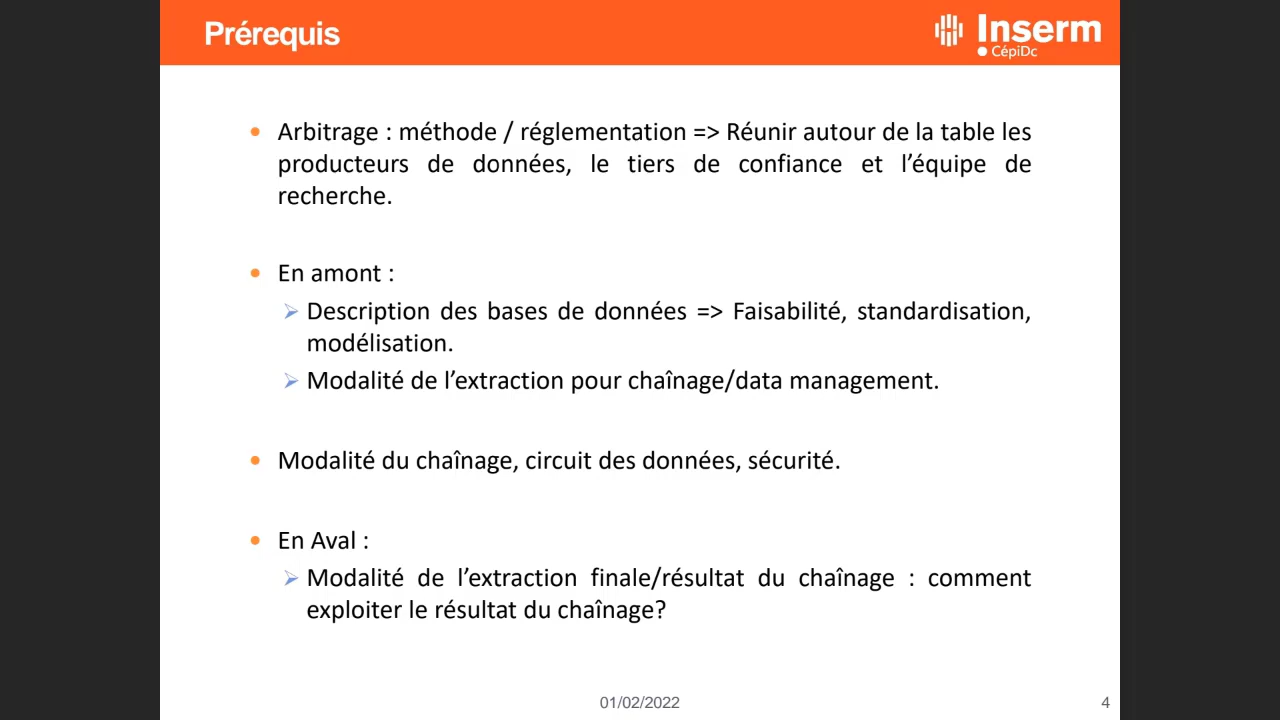 Prérequis
Inserm
CépiDc
Arbitrage : méthode / réglementation => Réunir autour de la table les
producteurs de données, le tiers de confiance et l’équipe de
recherche.
En amont :
Description des bases de données => Faisabilité, standardisation,
modélisation.
Modalité de l’extraction pour chaînage/data management.
Modalité du chaînage, circuit des données, sécurité.
En Aval :
Modalité de l’extraction finale/résultat du chaînage : comment
exploiter le résultat du chaînage?
01/02/2022
4